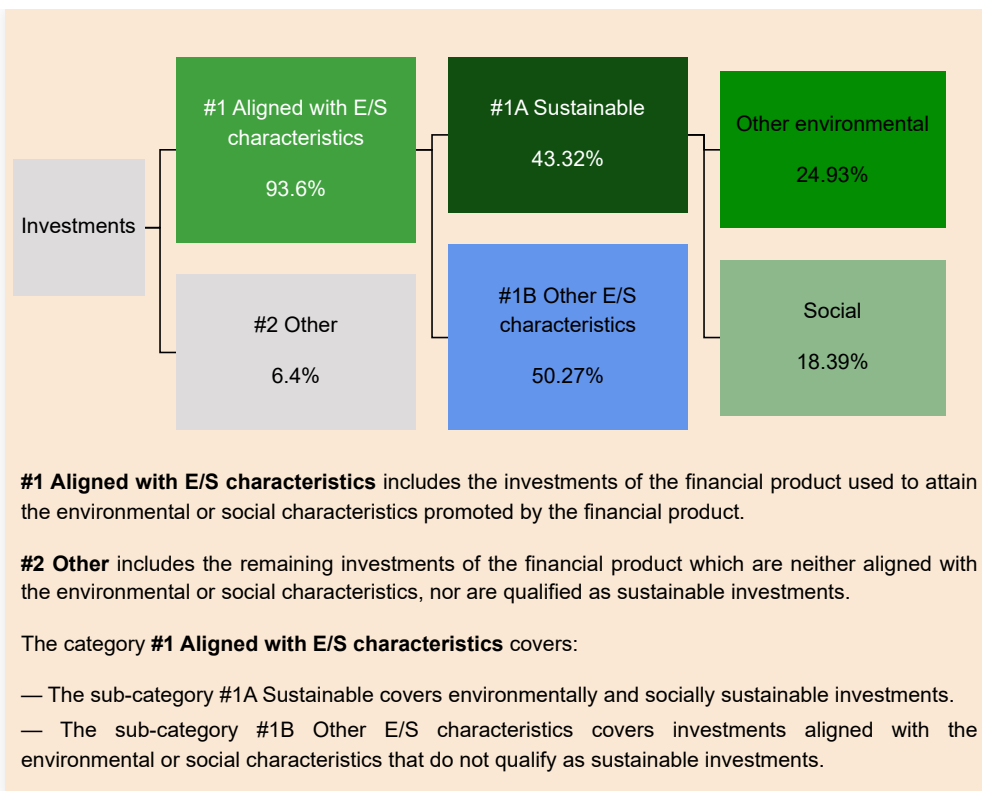 Investments
#1 Aligned with E/S
characteristics
93.6%
#2 Other
6.4%
#1A Sustainable
43.32%
#1B Other E/S
characteristics
50.27%
Other environmental
24.93%
Social
18.39%
#1 Aligned with E/S characteristics includes the investments of the financial product used to attain
the environmental or social characteristics promoted by the financial product.
#2 Other includes the remaining investments of the financial product which are neither aligned with
the environmental or social characteristics, nor are qualified as sustainable investments.
The category #1 Aligned with E/S characteristics covers:
— The sub-category #1A Sustainable covers environmentally and socially sustainable investments.
— The sub-category #1B Other E/S characteristics covers investments aligned with the
environmental or social characteristics that do not qualify as sustainable investments.